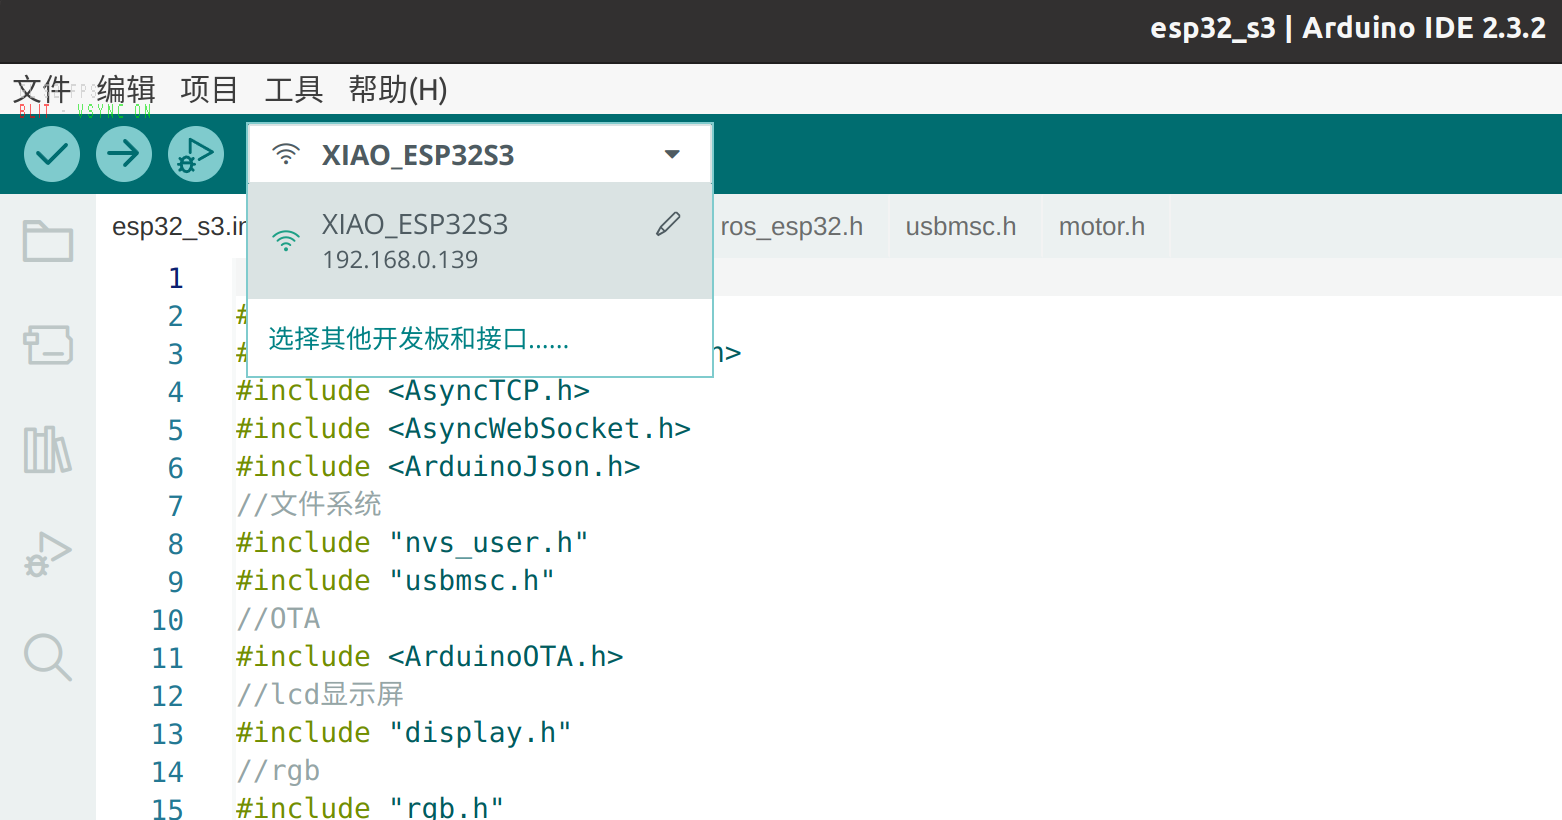 esp32_s3 | Arduino IDE 2.3.2
文件 编辑 项目 工具 帮助(H)
BLIT - VSYNC ON
XIAO_ESP32S3
XIAO_ESP32S3
192.168.0.139
选择其他开发板和接口......
esp32_s3.in ros_esp32.h usbmsc.h motor.h
1
2 #
3 # h>
4 #include <AsyncTCP.h>
5 #include <AsyncWebSocket.h>
6 #include <ArduinoJson.h>
7 //文件系统
8 #include "nvs_user.h"
9 #include "usbmsc.h"
10 //OTA
11 #include <ArduinoOTA.h>
12 //lcd显示屏
13 #include "display.h"
14 //rgb
15 #include "rgb.h"